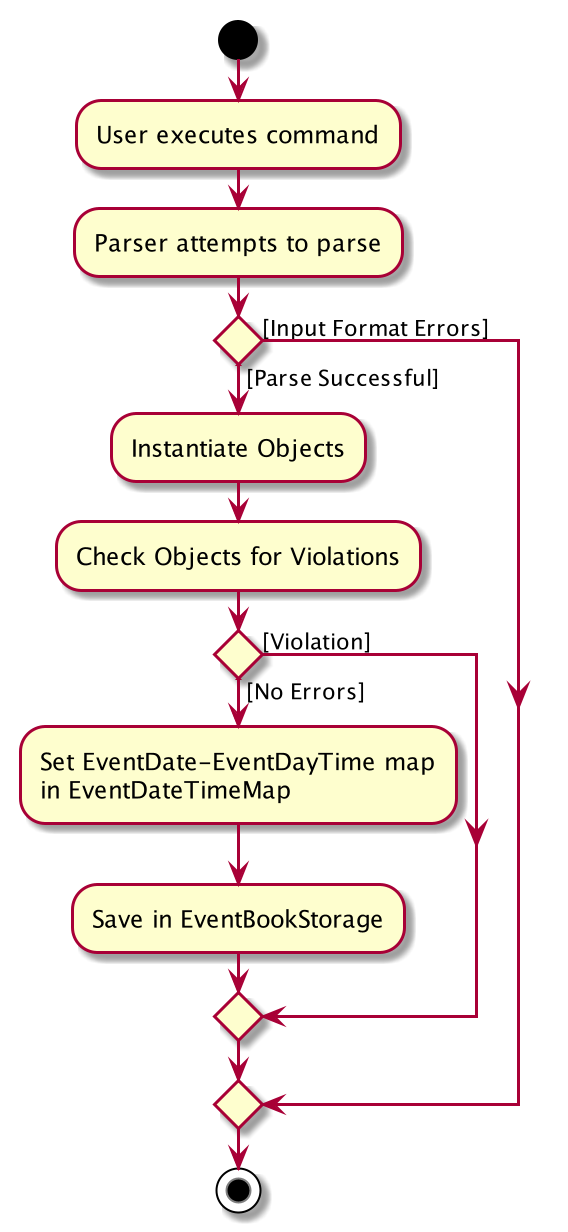 User executes command
Parser attempts to parse
[Input Format Errors]
[Parse Successful]
Instantiate Objects
Check Objects for Violations
[Violation]
[No Errors]
Set EventDate-EventDayTime map
in EventDateTimeMap
Save in EventBookStorage